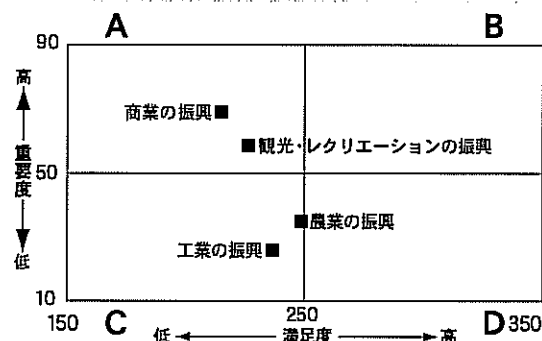 A
B
90
高
商業の振興
観光・レクリエーションの振興
重要度
50
農業の振興
工業の振興
低
10
150
C
250
D
350
低
満足度
高